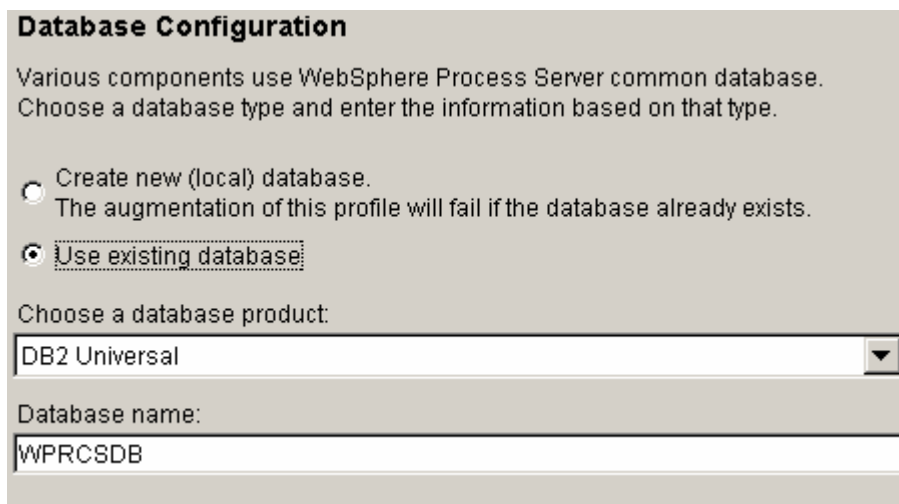 Database Configuration
Various components use WebSphere Process Server common database.
Choose a database type and enter the information based on that type.
Create new (local) database.
The augmentation of this profile will fail if the database already exists.
Use existing database
Choose a database product:
DB2 Universal
Database name:
WPRCSDB